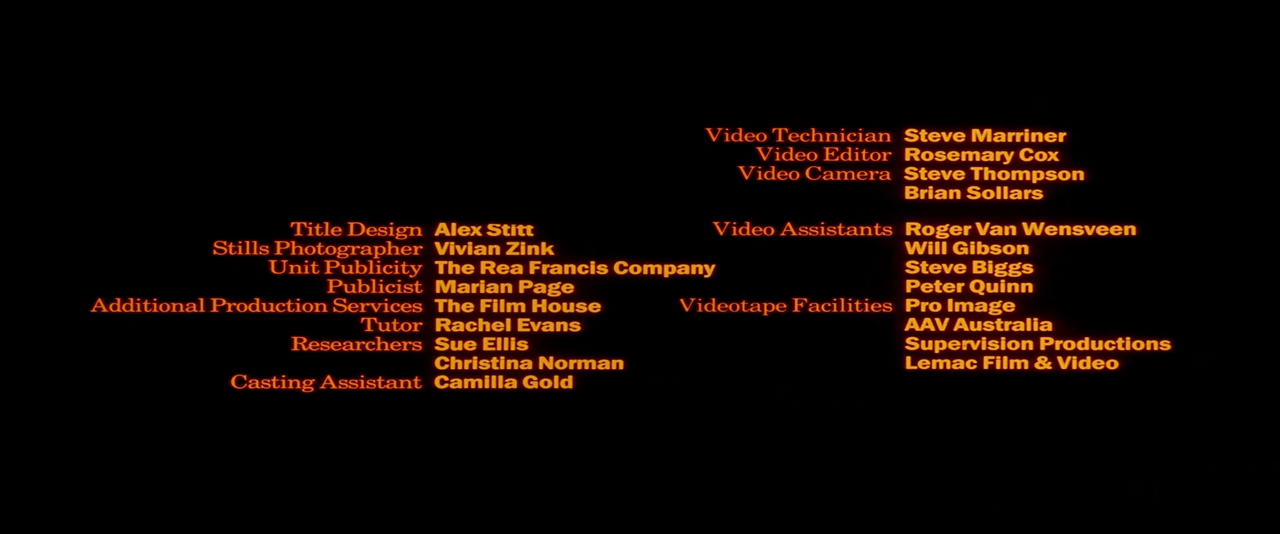 Title Design Alex Stitt
Stills Photographer Vivian Zink
Unit Publicity The Rea Francis Company
Publicist Marian Page
Additional Production Services The Film House
Tutor Rachel Evans
Researchers Sue Ellis
Christina Norman
Casting Assistant Camilla Gold
Video Technician Steve Marriner
Video Editor Rosemary Cox
Video Camera Steve Thompson
Brian Sollars
Video Assistants Roger Van Wensveen
Will Gibson
Steve Biggs
Peter Quinn
Videotape Facilities Pro Image
AAV Australia
Supervision Productions
Lemac Film & Video